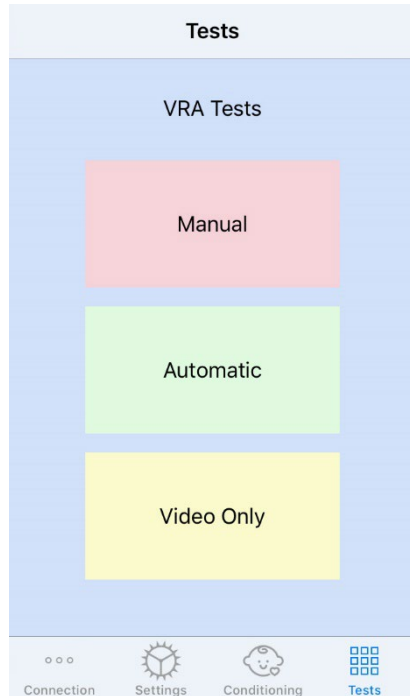 Tests
VRA Tests
Manual
Automatic
Video Only
Connection Settings Conditioning Tests